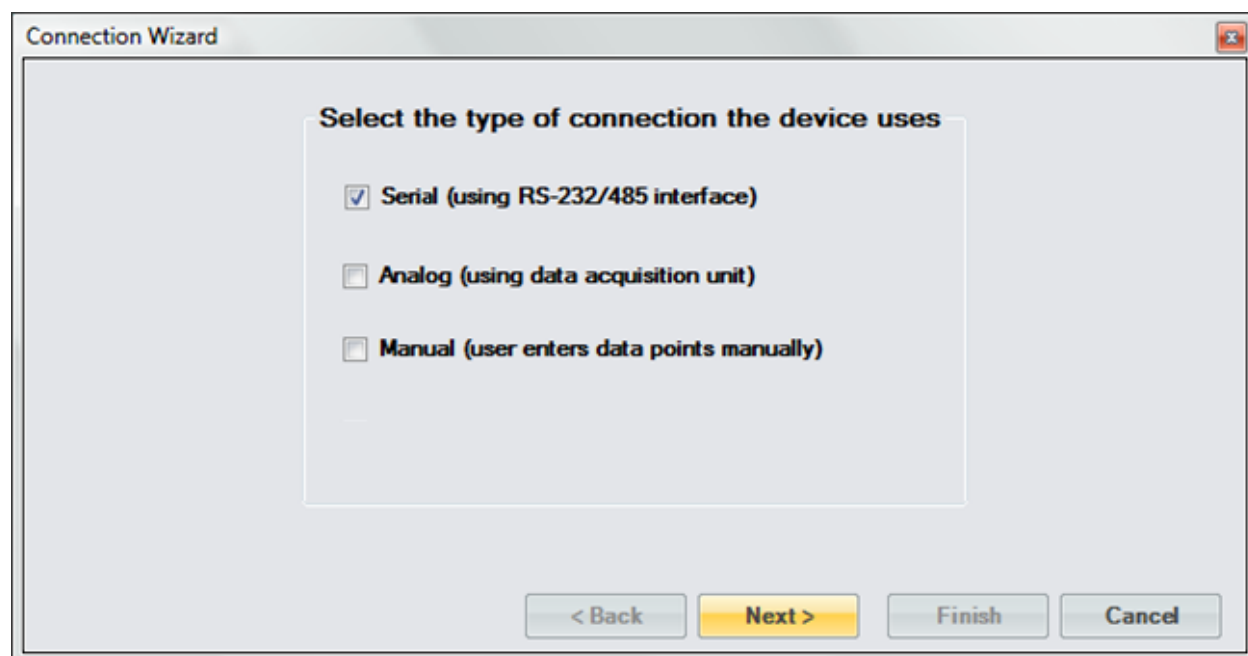 Connection Wizard
Select the type of connection the device uses
Serial (using RS-232/485 interface)
Analog (using data acquisition unit)
Manual (user enters data points manually)
< Back Next > Finish Cancel